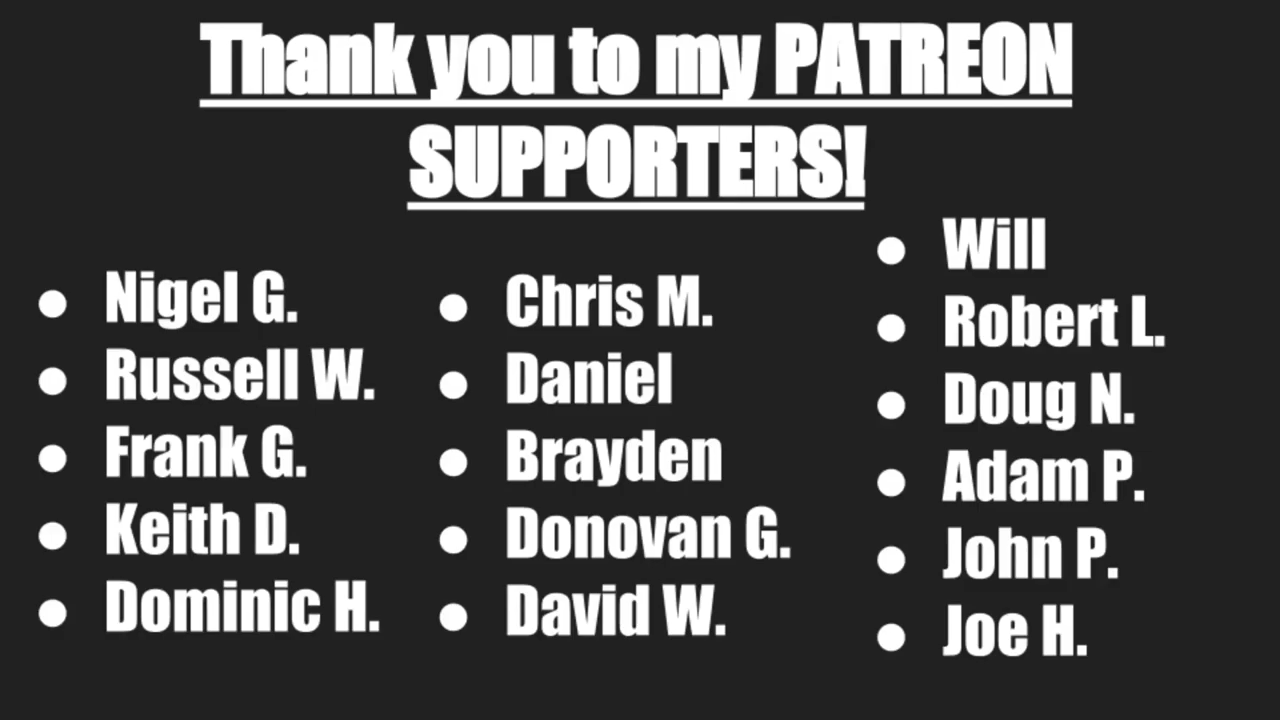 Thank you to my PATREON
SUPPORTERS!
Nigel G.
Russell W.
Frank G.
Keith D.
Dominic H.
Chris M.
Daniel
Brayden
Donovan G.
David W.
Will
Robert L.
Doug N.
Adam P.
John P.
Joe H.